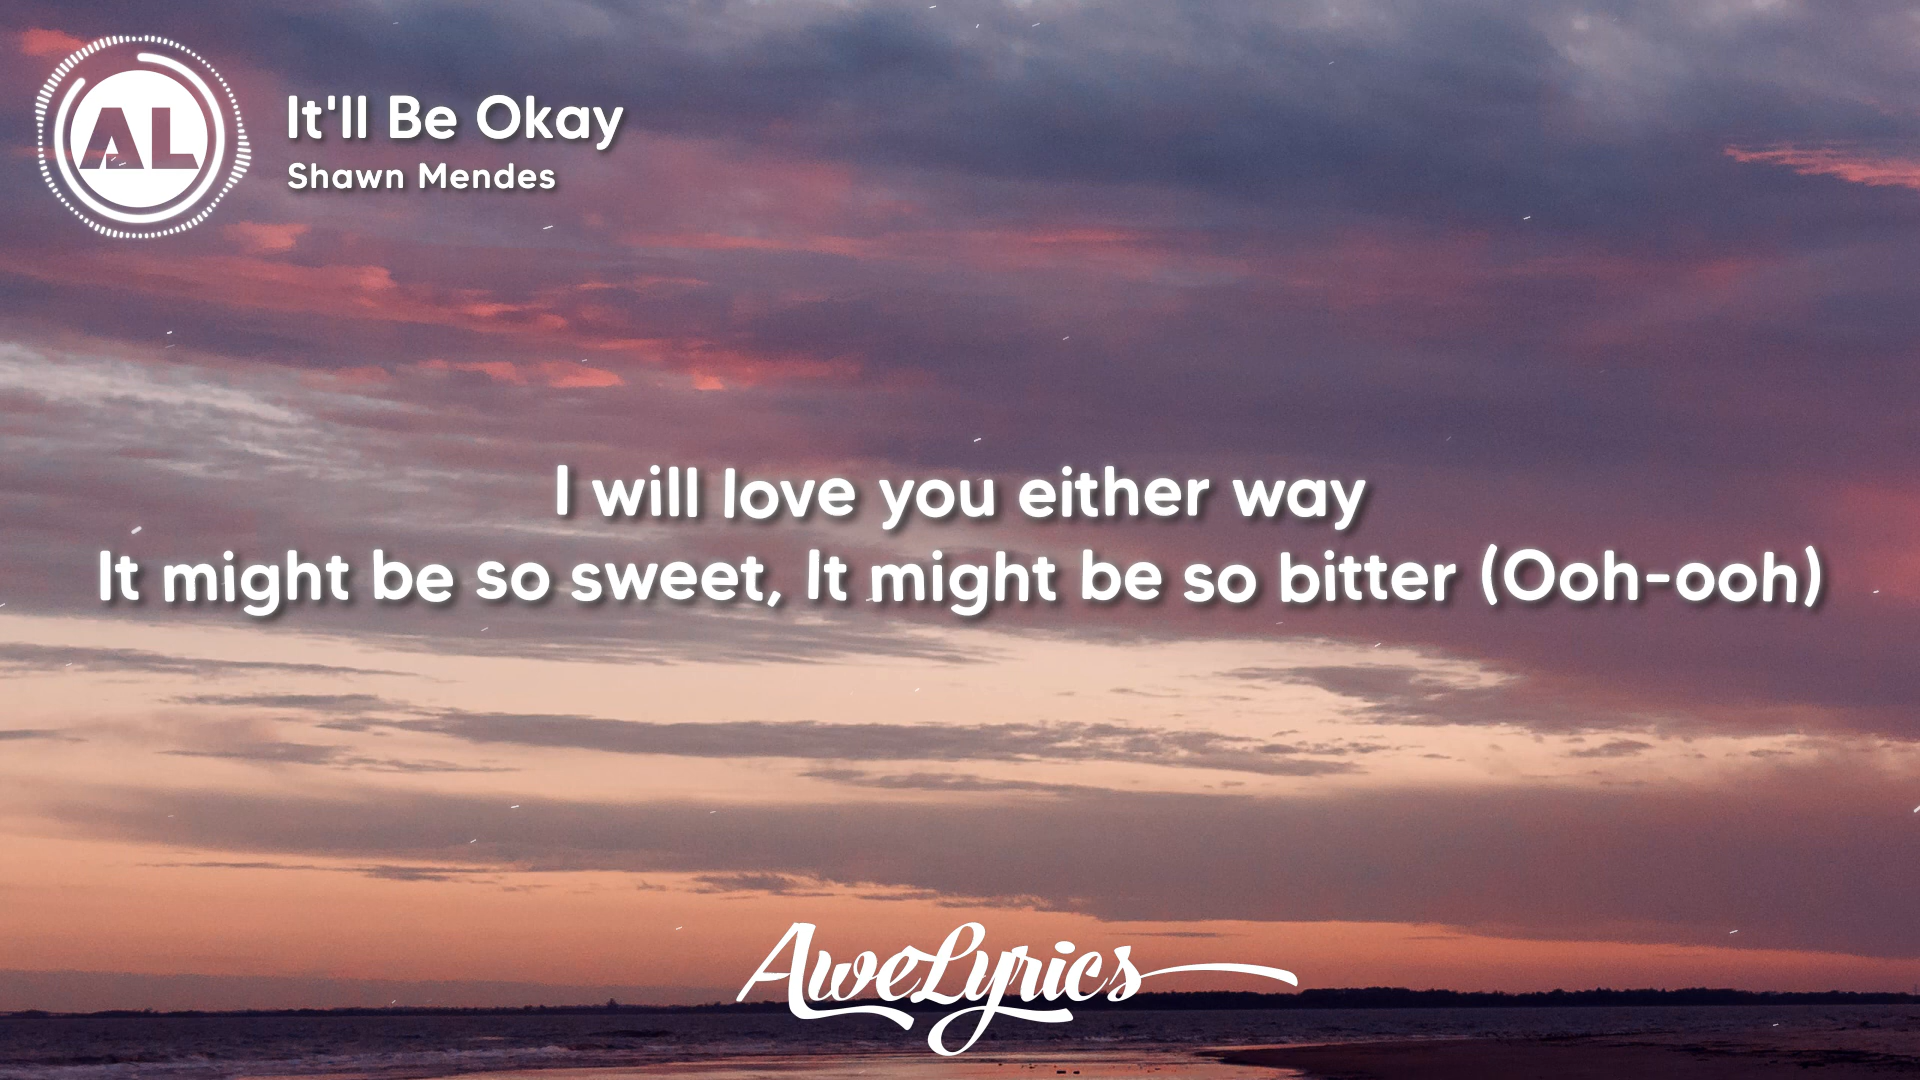 AL
It'll Be Okay
Shawn Mendes
I will love you either way
It might be so sweet, It might be so bitter (Ooh-ooh)
AweLyrics